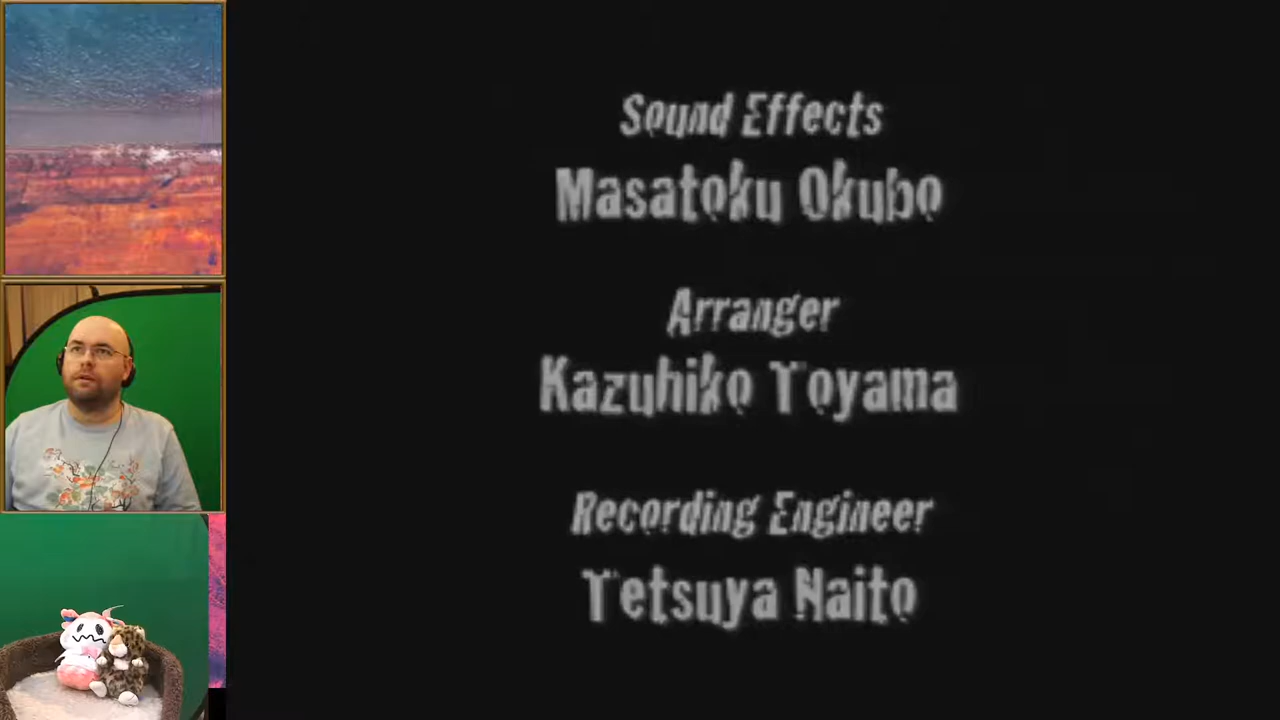 Sound Effects
Masatoku Okubo
Arranger
Kazuhiko Toyama
Recording Engineer
Tetsuya Naito